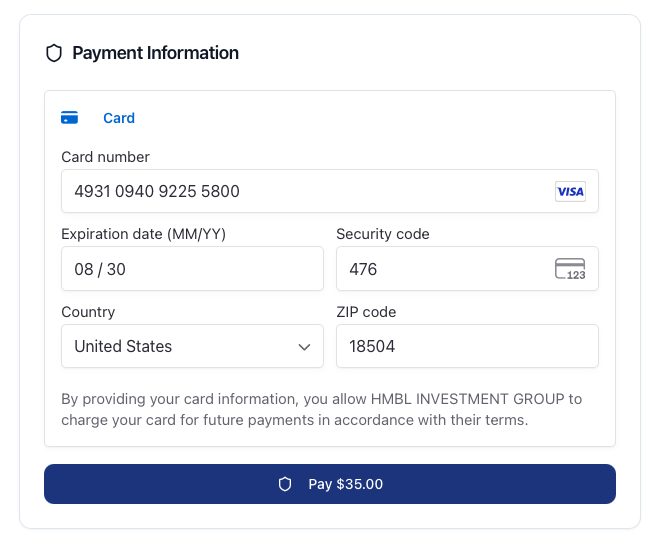 Payment Information
Card
Card number
4931 0940 9225 5800
VISA
Expiration date (MM/YY)
Security code
08 / 30
476
123
Country
ZIP code
United States
18504
By providing your card information, you allow HMBL INVESTMENT GROUP to
charge your card for future payments in accordance with their terms.
Pay $35.00